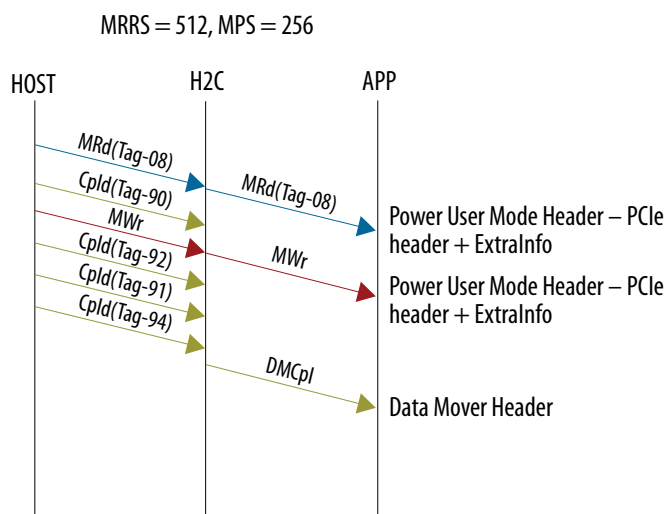 MRRS = 512, MPS = 256
HOST
H2C
APP
MRd(Tag-08)
MRd(Tag-08)
Cpld(Tag-90)
Power User Mode Header – PCIe
header + ExtraInfo
MWr
MWr
Cpld(Tag-92)
Power User Mode Header – PCIe
header + ExtraInfo
Cpld(Tag-91)
Cpld(Tag-94)
DMCpl
Data Mover Header